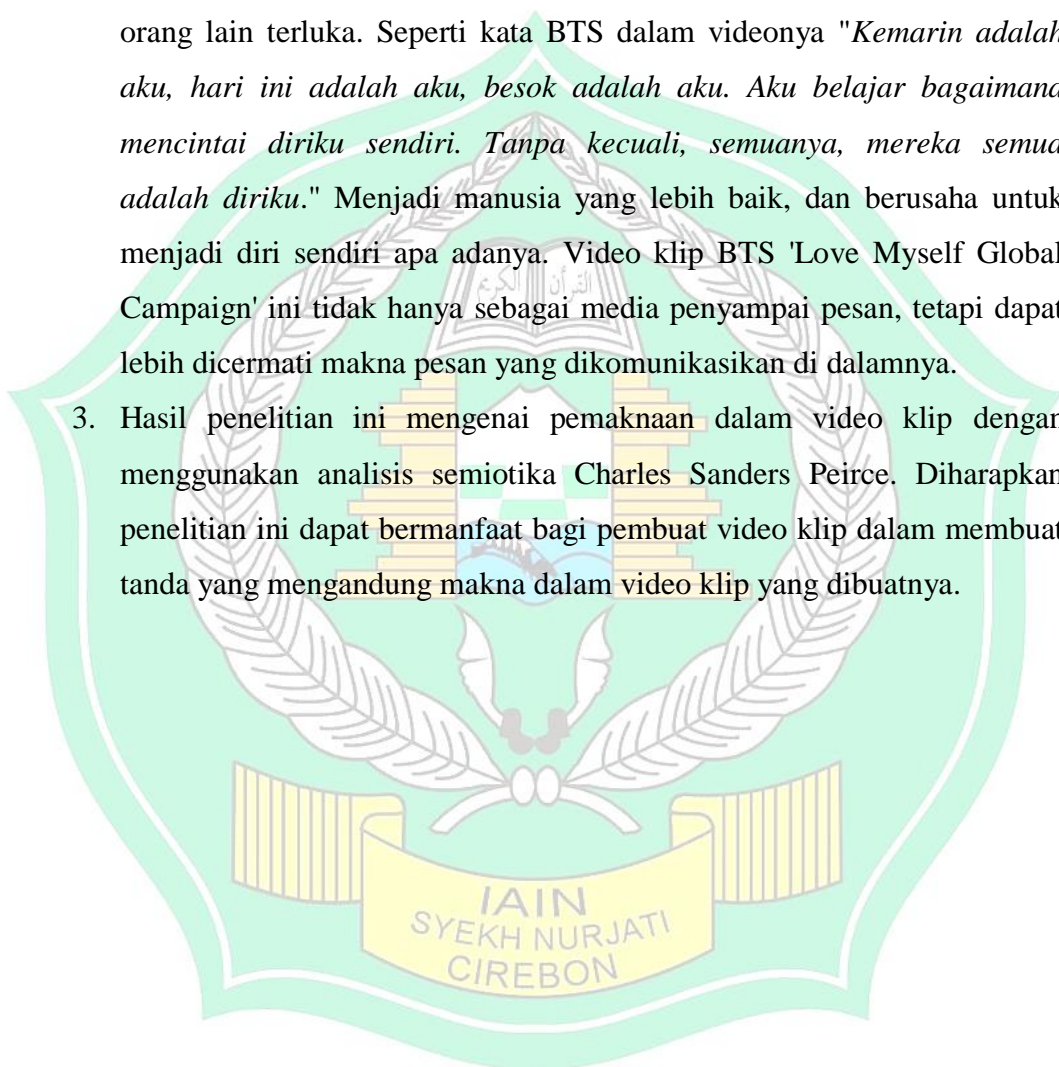 orang lain terluka. Seperti kata BTS dalam videonya "Kemarin adalah
aku, hari ini adalah aku, besok adalah aku. Aku belajar bagaimana
mencintai diriku sendiri. Tanpa kecuali, semuanya, mereka semua
adalah diriku." Menjadi manusia yang lebih baik, dan berusaha untuk
menjadi diri sendiri apa adanya. Video klip BTS 'Love Myself Global
Campaign' ini tidak hanya sebagai media penyampai pesan, tetapi dapat
lebih dicermati makna pesan yang dikomunikasikan di dalamnya.
3. Hasil penelitian ini mengenai pemaknaan dalam video klip dengan
menggunakan analisis semiotika Charles Sanders Peirce. Diharapkan
penelitian ini dapat bermanfaat bagi pembuat video klip dalam membuat
tanda yang mengandung makna dalam video klip yang dibuatnya.
القرآن الكريم
IAIN
SYEKH NURJATI
CIREBON